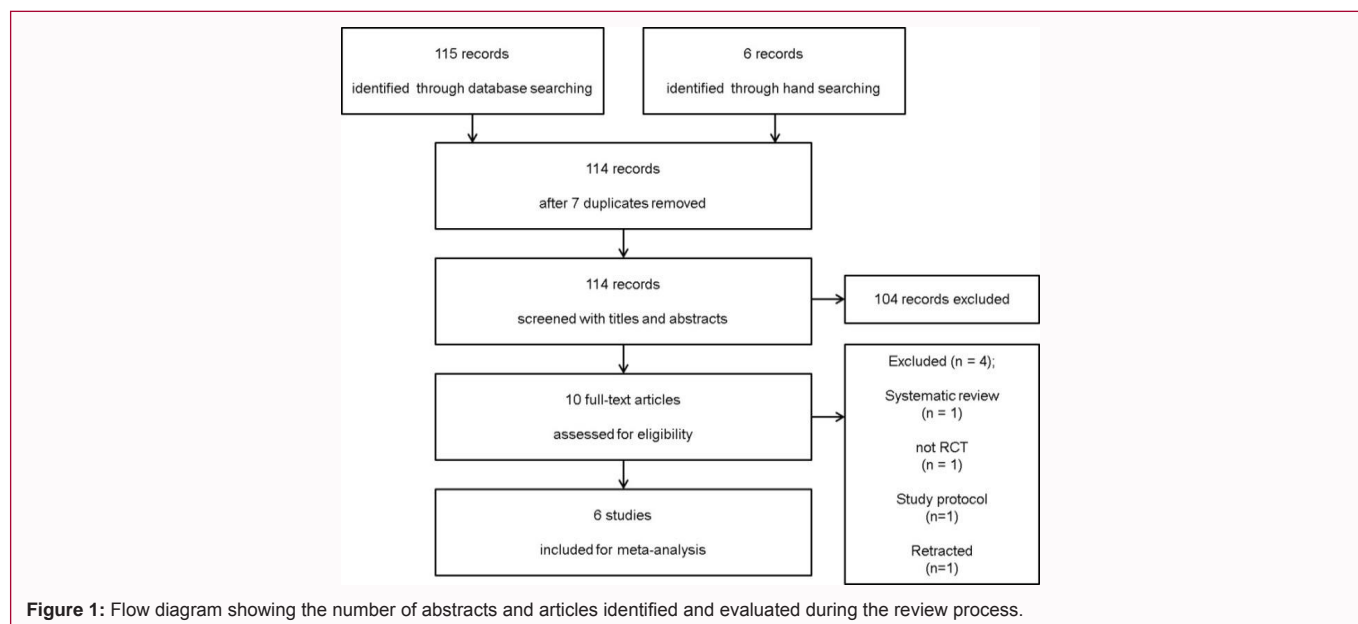 115 records
identified through database searching
6 records
identified through hand searching
114 records
after 7 duplicates removed
114 records
screened with titles and abstracts
104 records excluded
10 full-text articles
assessed for eligibility
Excluded (n = 4);
Systematic review
(n = 1)
not RCT
(n = 1)
Study protocol
(n=1)
Retracted
(n=1)
6 studies
included for meta-analysis
Figure 1: Flow diagram showing the number of abstracts and articles identified and evaluated during the review process.